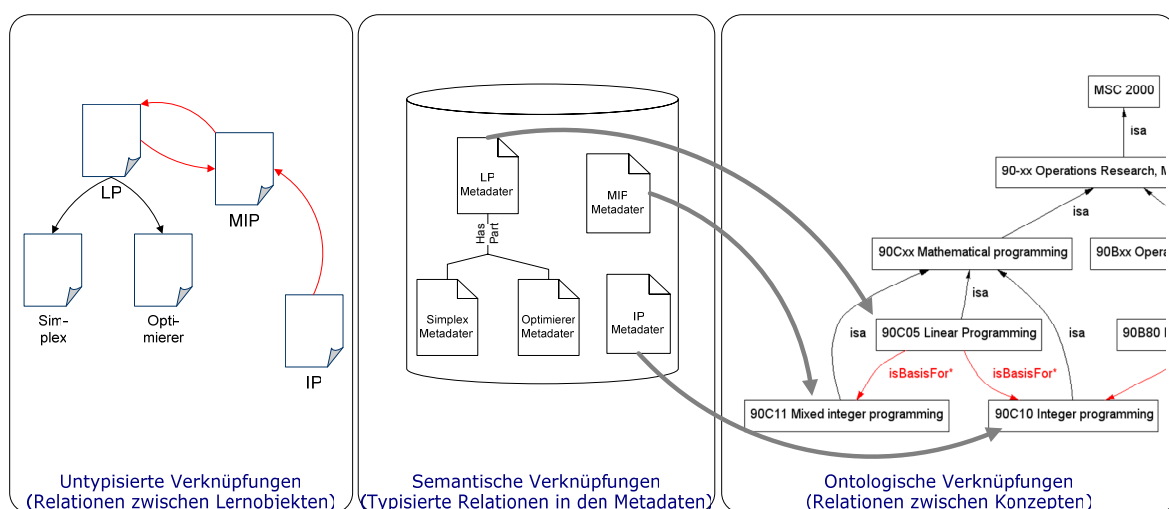 LP
MIP
Sim-
plex
Opti-
mierer
IP
Untypisierte Verknüpfungen
(Relationen zwischen Lernobjekten)
LP
Metadater
MIF
Metadater
Has
Part
Simplex
Metadater
Optimierer
Metadater
IP
Metadater
Semantische Verknüpfungen
(Typisierte Relationen in den Metadaten)
MSC 2000
isa
90-xx Operations Research, M
isa
90Cxx Mathematical programming
90Bxx Opera
isa
isa
isa
90C05 Linear Programming
90B80
isBasisFor*
isBasisFor*
90C11 Mixed integer programming
90C10 Integer programming
Ontologische Verknüpfungen
(Relationen zwischen Konzepten)